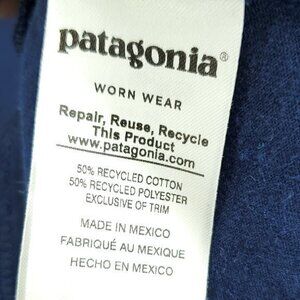 patagonia®
WORN WEAR
Repair, Reuse, Recycle
This Product
www.patagonia.com
50% RECYCLED COTTON
50% RECYCLED POLYESTER
EXCLUSIVE OF TRIM
MADE IN MEXICO
FABRIQUÉ AU MEXIQUE
HECHO EN MEXICO